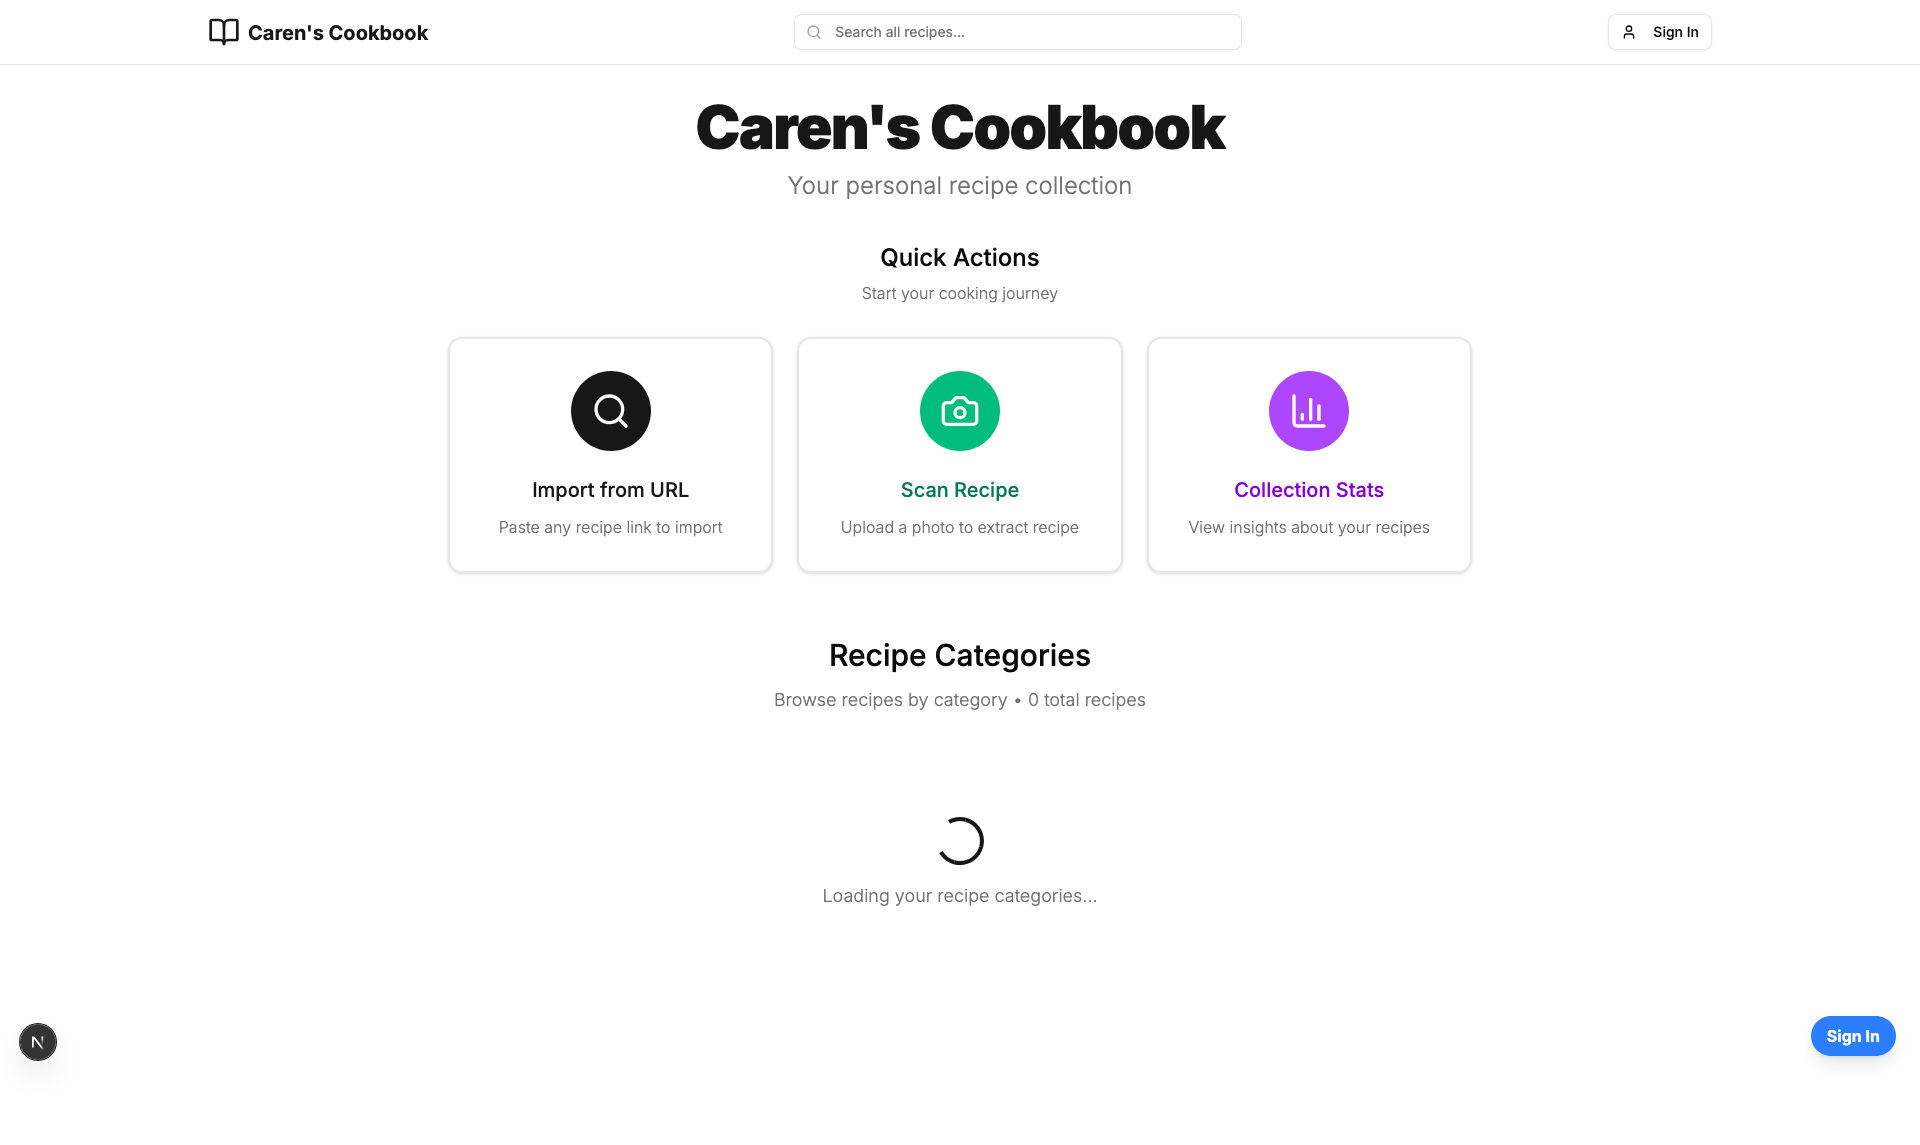 Caren's Cookbook
Search all recipes...
Sign In
Caren's Cookbook
Your personal recipe collection
Quick Actions
Start your cooking journey
Import from URL
Paste any recipe link to import
Scan Recipe
Upload a photo to extract recipe
Collection Stats
View insights about your recipes
Recipe Categories
Browse recipes by category • 0 total recipes
Loading your recipe categories...
N
Sign In